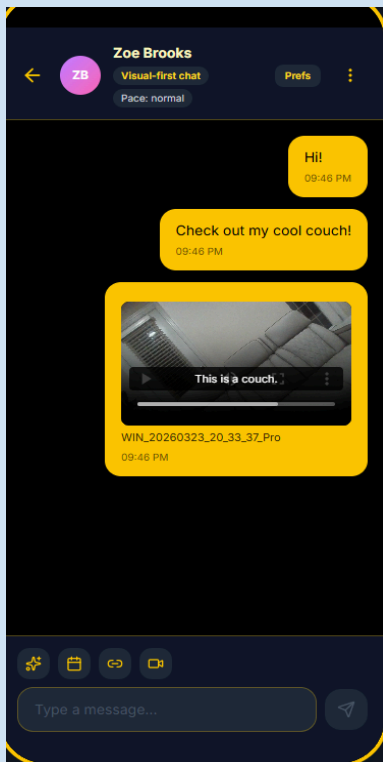 Zoe Brooks
ZB
Visual-first chat
Prefs
Pace: normal
Hi!
09:46 PM
Check out my cool couch!
09:46 PM
This is a couch.
WIN_20260323_20_33_37_Pro
09:46 PM
Type a message...